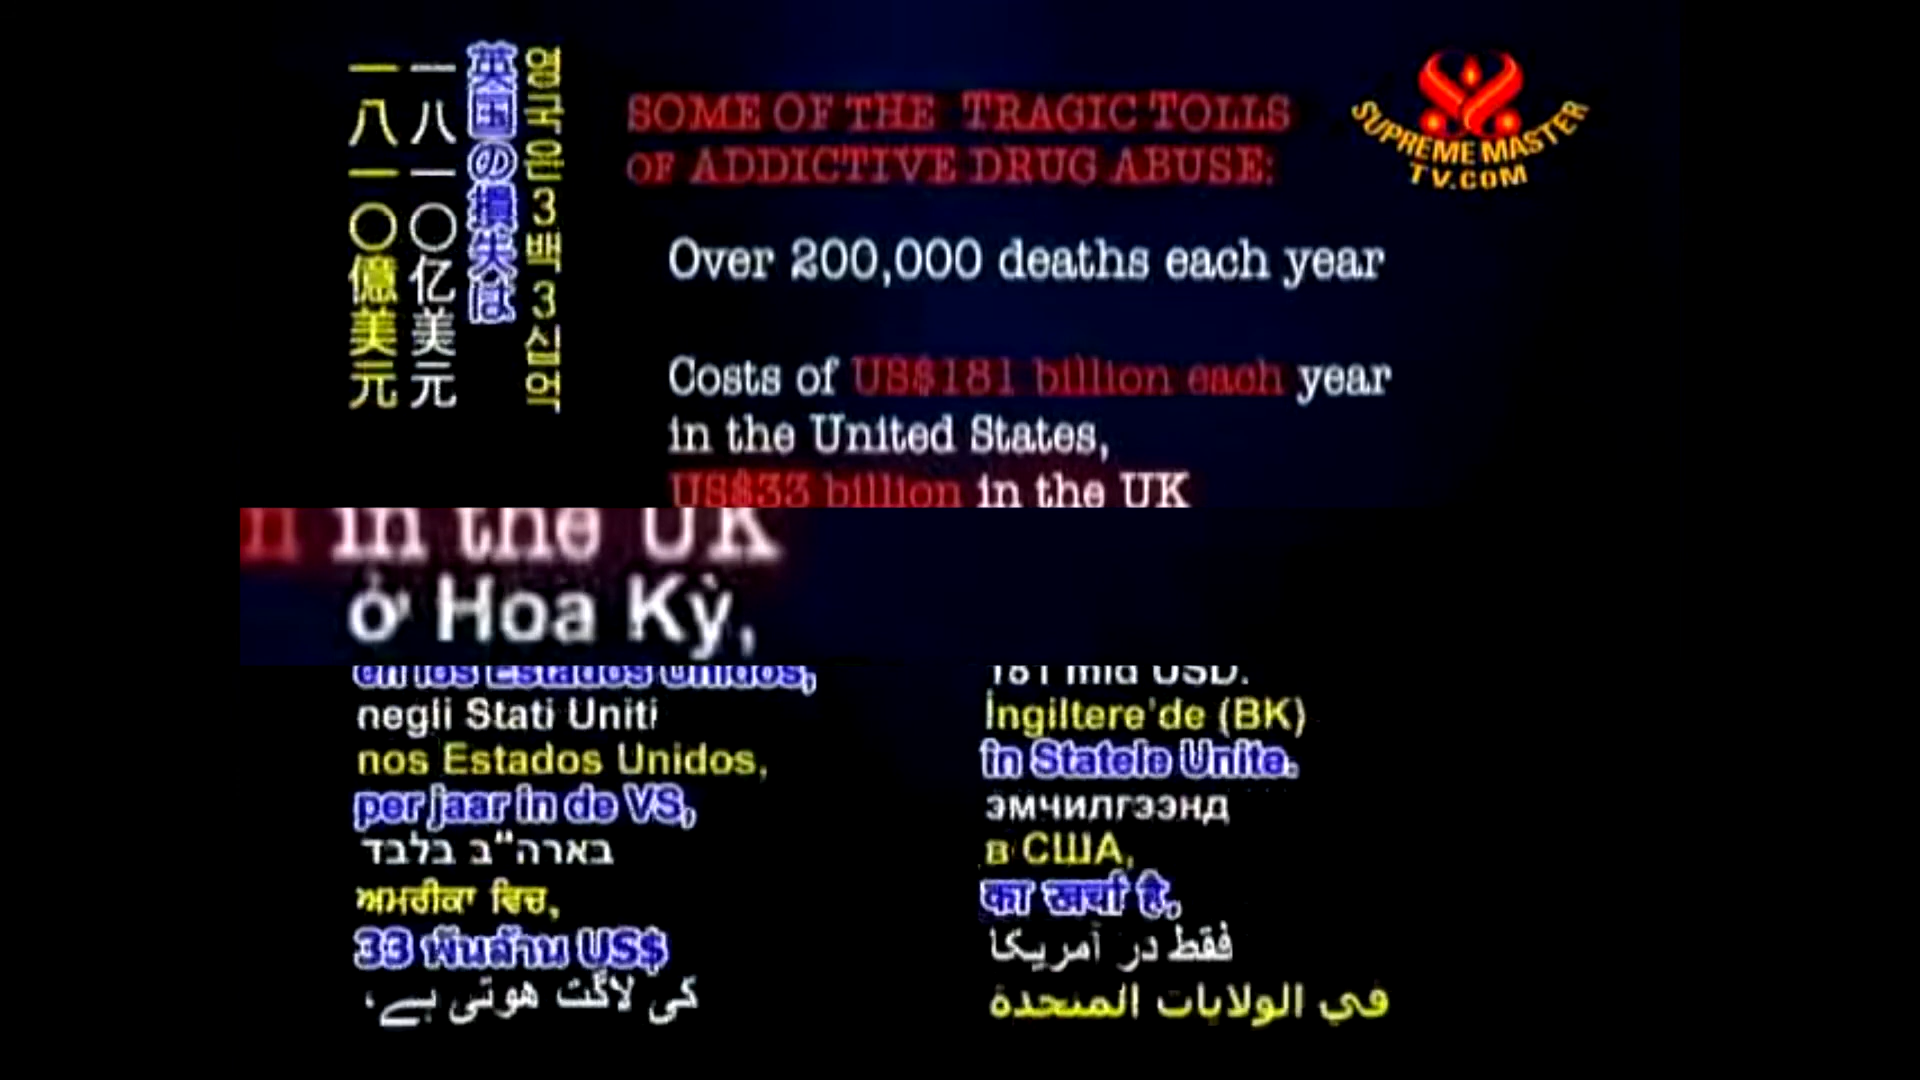 一八一〇億美元
一八一〇亿美元
英国の損失は
영국은 3백 3십억
SOME OF THE TRAGIC TOLLS
OF ADDICTIVE DRUG ABUSE:
SUPREME MASTER
TV.COM
Over 200,000 deaths each year
Costs of US$181 billion each year
in the United States,
US$33 billion in the UK
n in the UK
ở Hoa Kỳ,
en los Estados Unidos,
negli Stati Uniti
nos Estados Unidos,
per jaar in de VS,
בארה"ב בלבד
ਅਮਰੀਕਾ ਵਿਚ,
33 พันล้าน US$
کی لاگت ہوتی ہے،
181 mld USD.
İngiltere'de (BK)
în Statele Unite.
эмчилгээнд
в США,
का खर्चा है,
فقط در آمریکا
في الولايات المتحدة